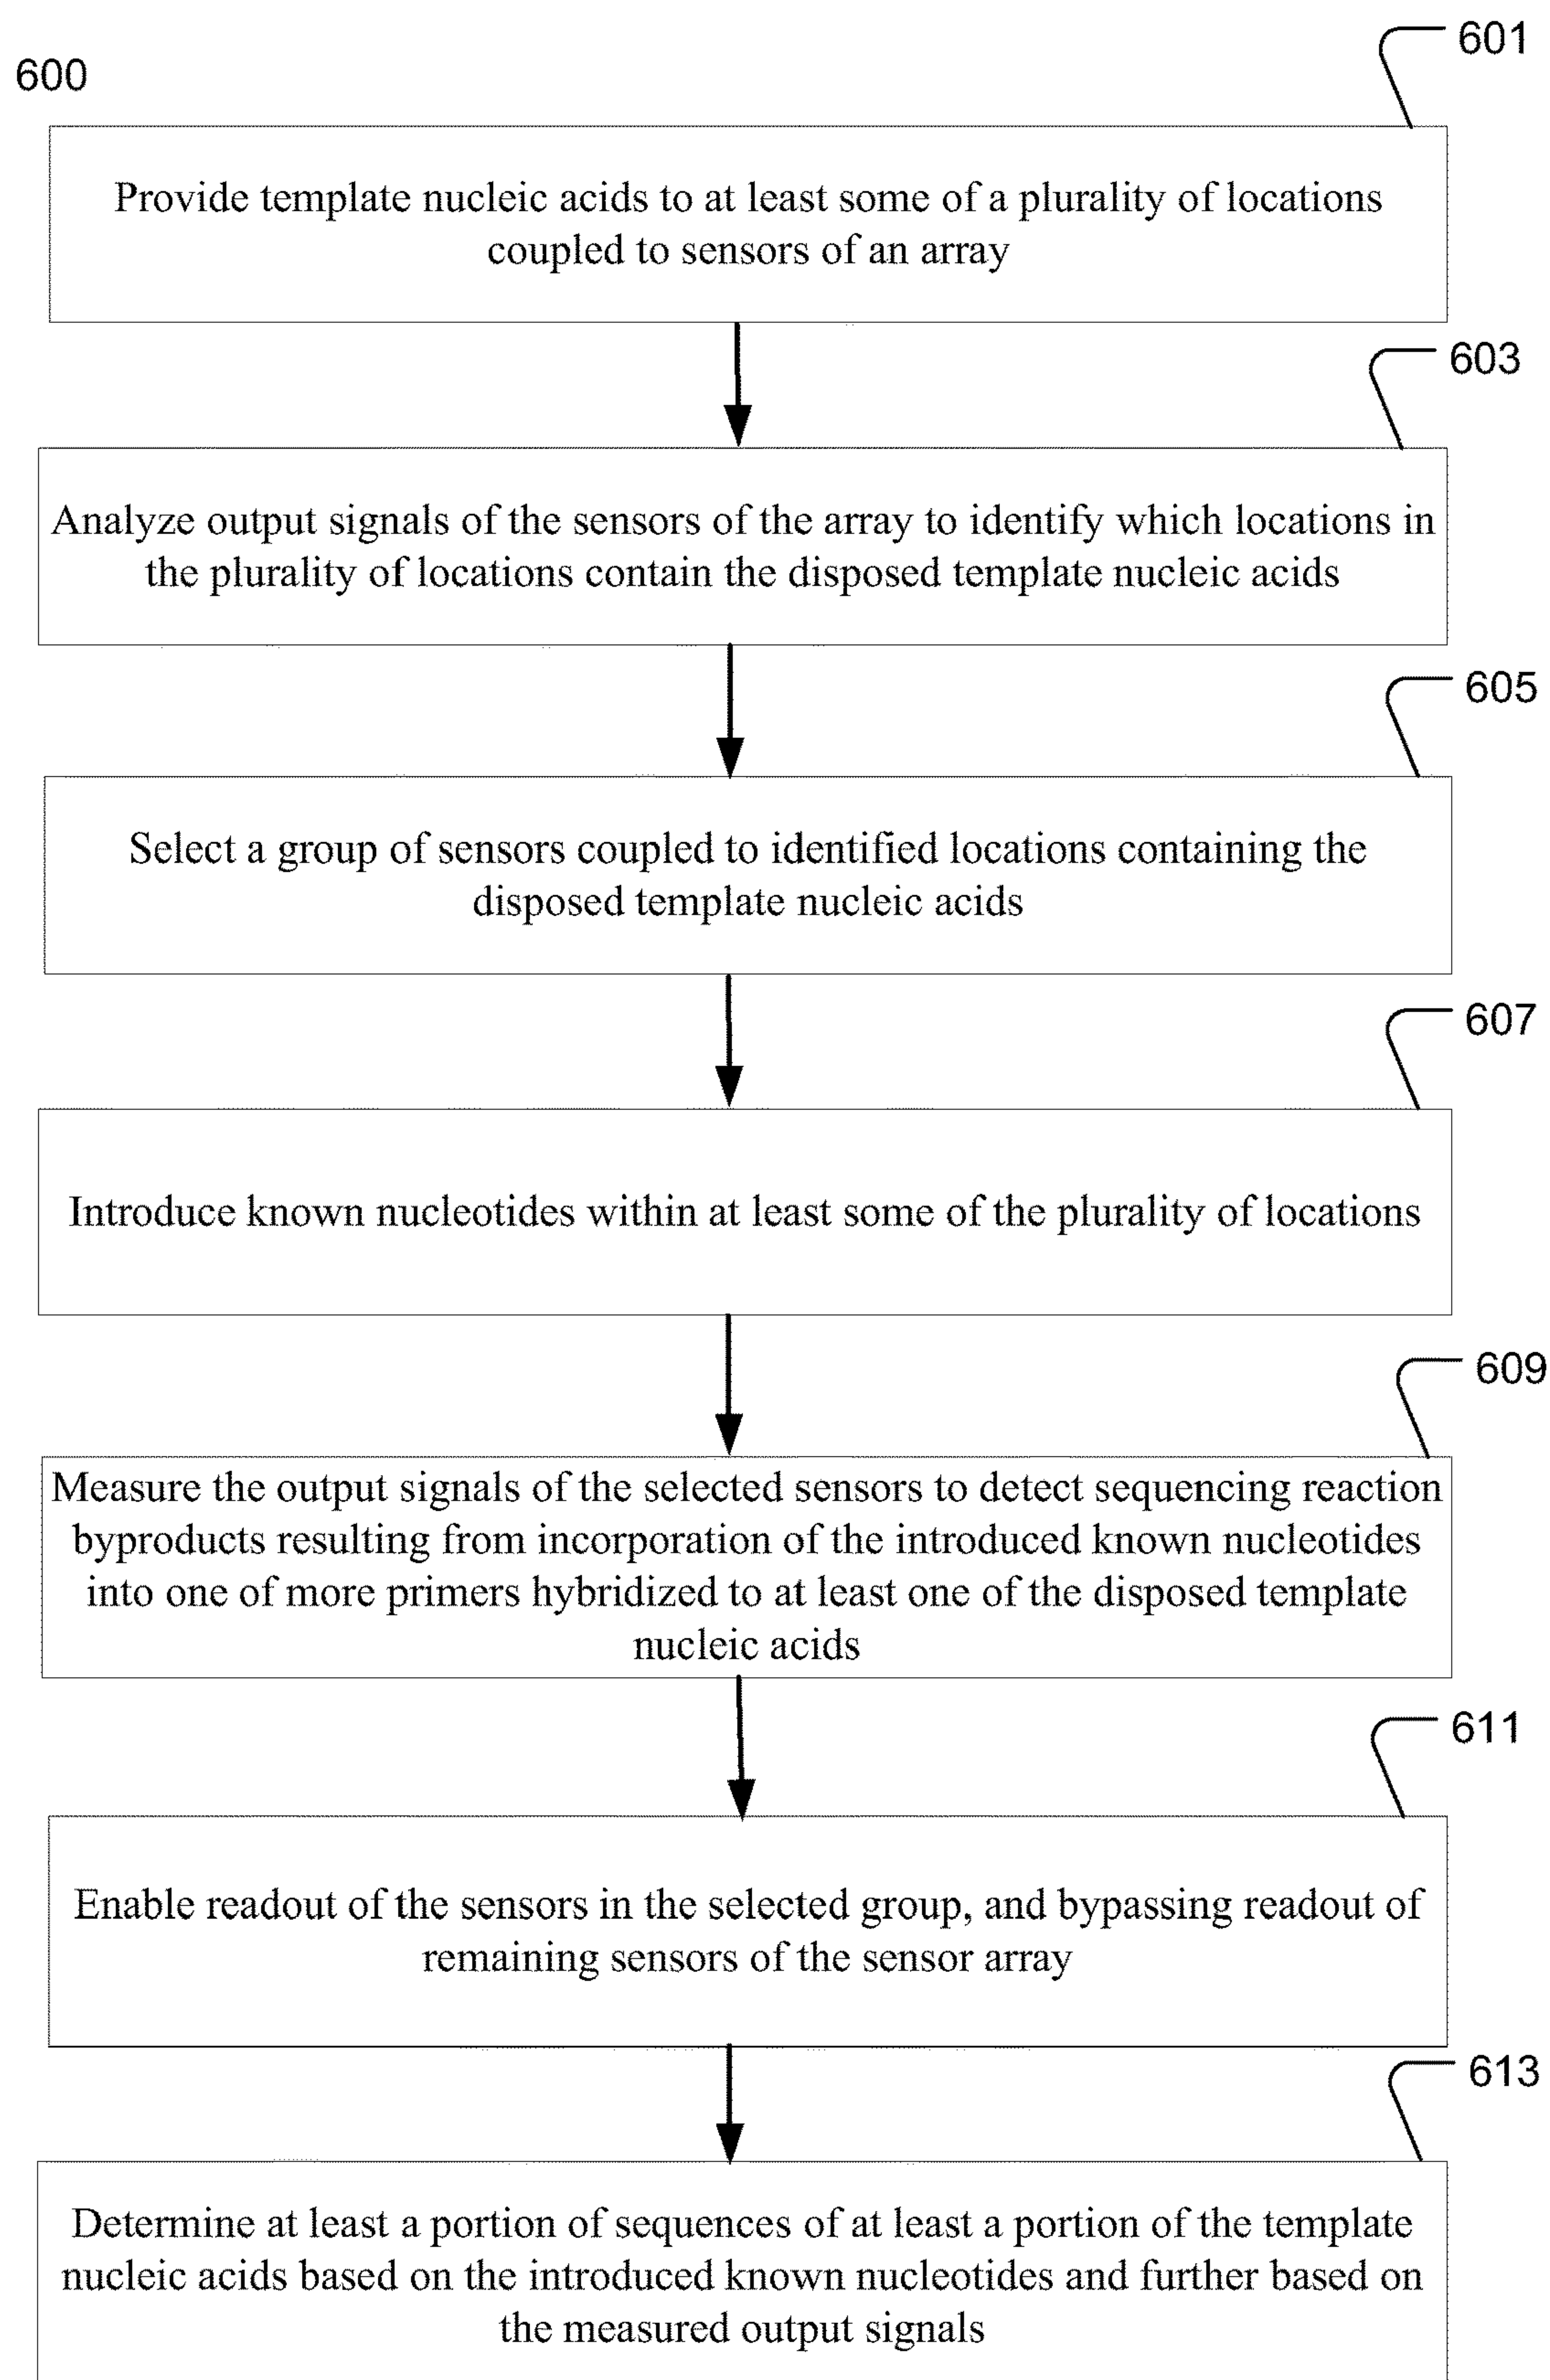 601
600
Provide template nucleic acids to at least some of a plurality of locations
coupled to sensors of an array
603
Analyze output signals of the sensors of the array to identify which locations in
the plurality of locations contain the disposed template nucleic acids
605
Select a group of sensors coupled to identified locations containing the
disposed template nucleic acids
607
Introduce known nucleotides within at least some of the plurality of locations
609
Measure the output signals of the selected sensors to detect sequencing reaction
byproducts resulting from incorporation of the introduced known nucleotides
into one of more primers hybridized to at least one of the disposed template
nucleic acids
611
Enable readout of the sensors in the selected group, and bypassing readout of
remaining sensors of the sensor array
613
Determine at least a portion of sequences of at least a portion of the template
nucleic acids based on the introduced known nucleotides and further based on
the measured output signals